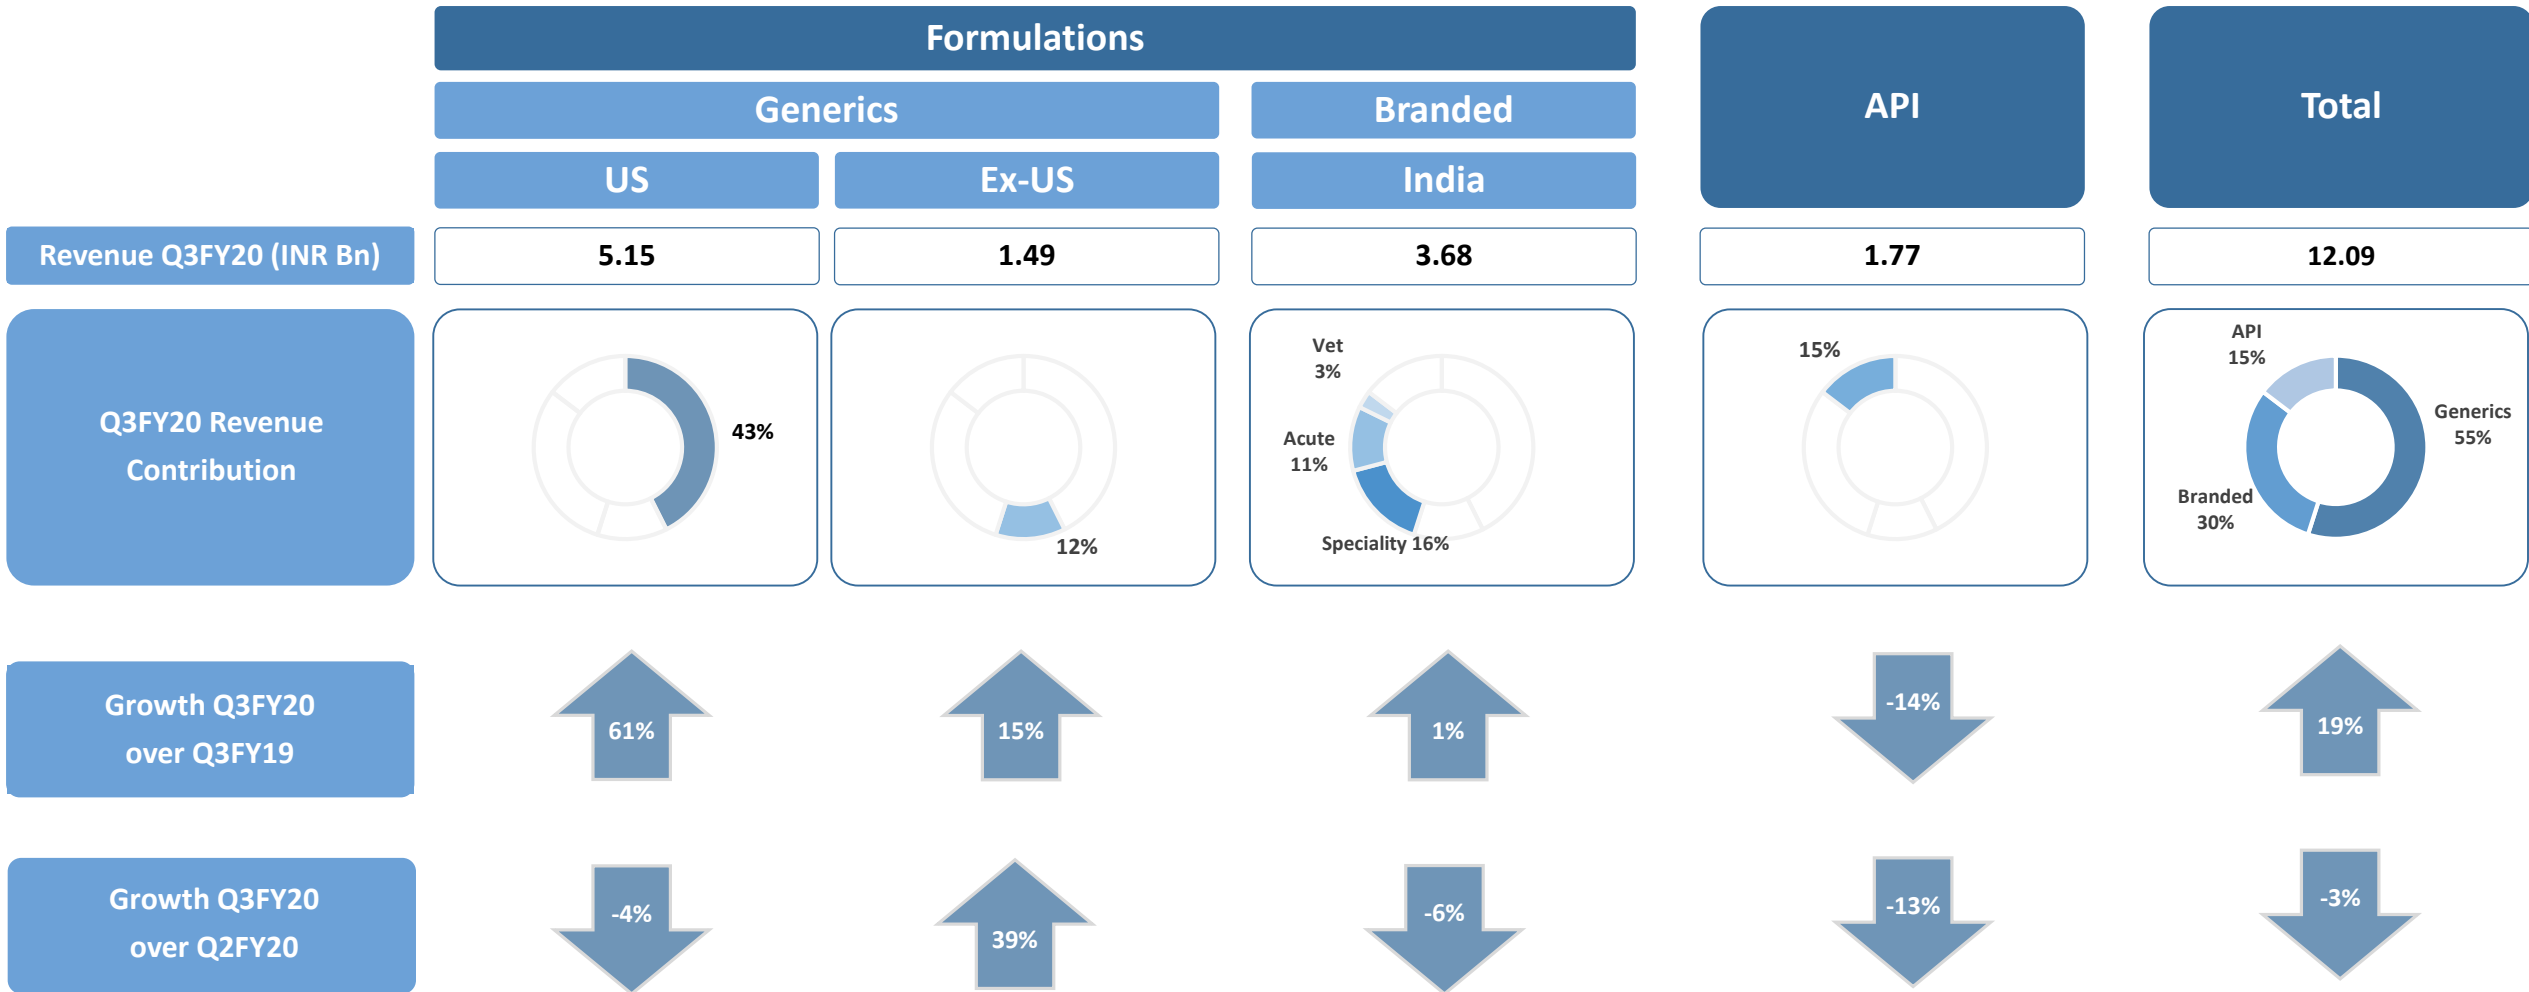 Formulations
API
Total
Generics
Branded
US
Ex-US
India
Revenue Q3FY20 (INR Bn)
5.15
1.49
3.68
1.77
12.09
Q3FY20 Revenue
Contribution
43%
12%
Vet
3%
Acute
11%
Speciality 16%
15%
API
15%
Generics
55%
Branded
30%
Growth Q3FY20
over Q3FY19
61%
15%
1%
-14%
19%
Growth Q3FY20
over Q2FY20
-4%
39%
-6%
-13%
-3%